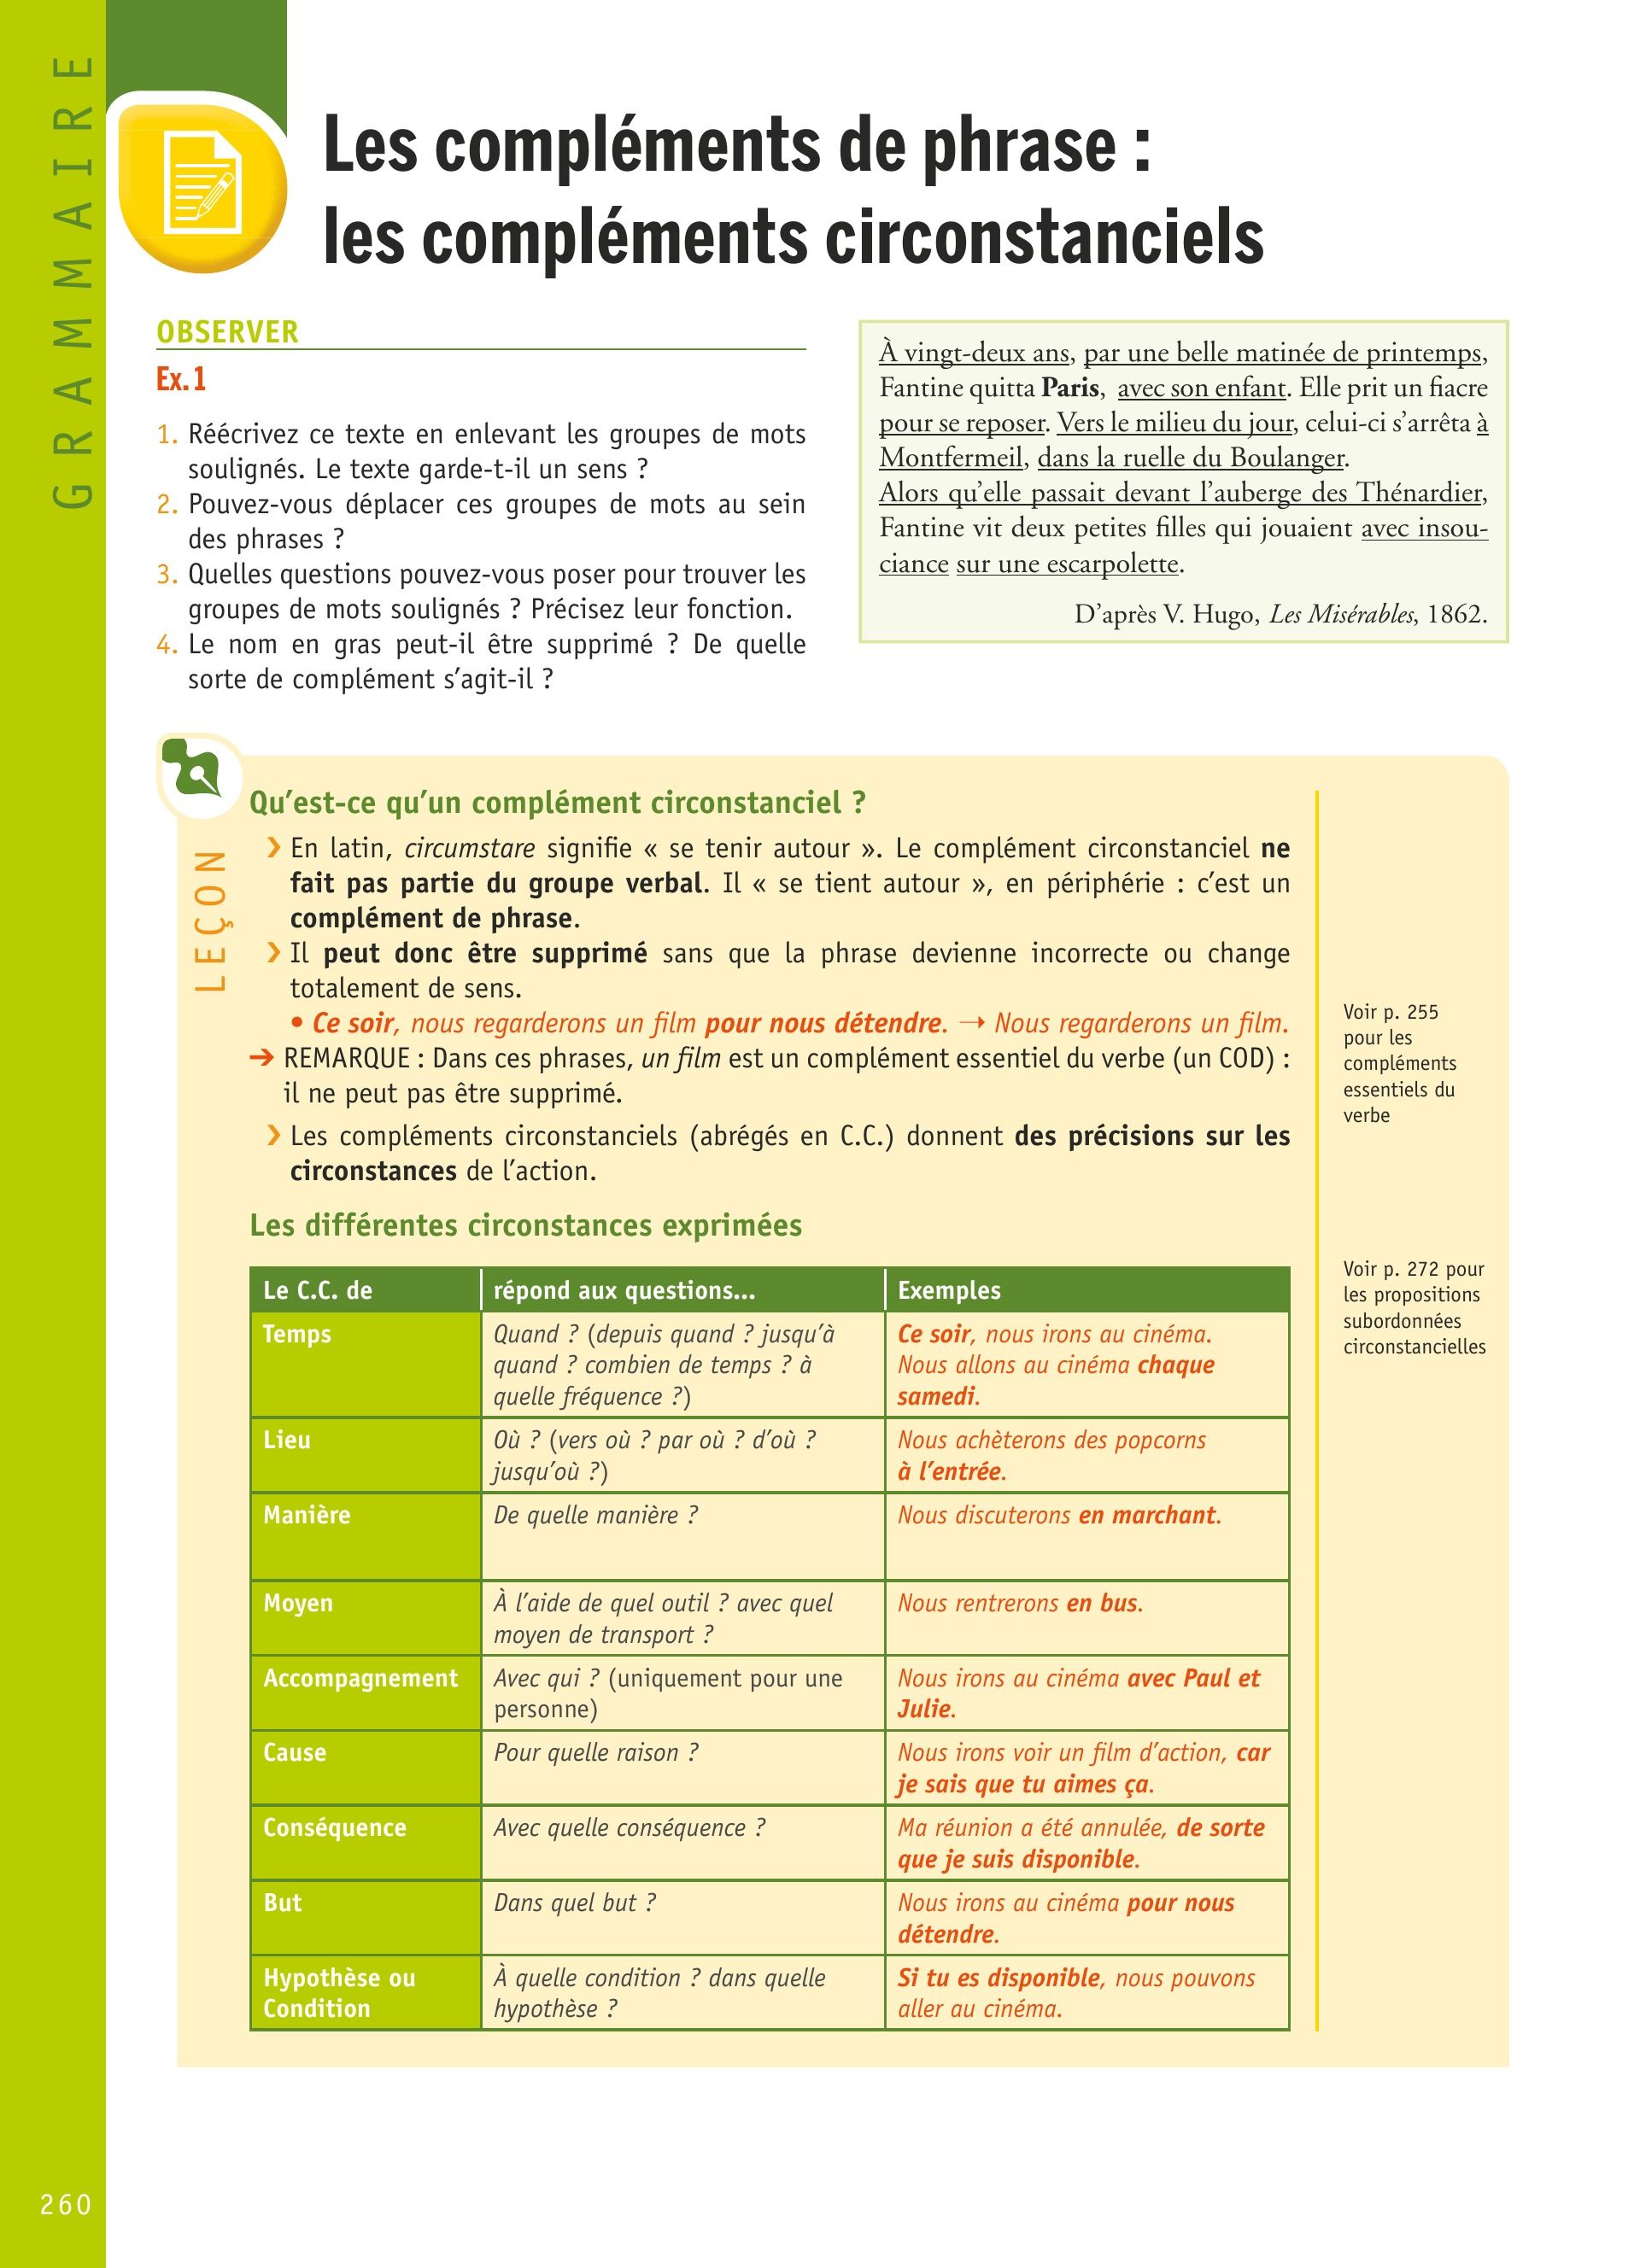 GRAMMAIRE
Les compléments de phrase :
les compléments circonstanciels
OBSERVER
Ex. 1
1. Réécrivez ce texte en enlevant les groupes de mots
soulignés. Le texte garde-t-il un sens ?
2. Pouvez-vous déplacer ces groupes de mots au sein
des phrases ?
3. Quelles questions pouvez-vous poser pour trouver les
groupes de mots soulignés ? Précisez leur fonction.
4. Le nom en gras peut-il être supprimé ? De quelle
sorte de complément s’agit-il ?
À vingt-deux ans, par une belle matinée de printemps,
Fantine quitta Paris, avec son enfant. Elle prit un fiacre
pour se reposer. Vers le milieu du jour, celui-ci s’arrêta à
Montfermeil, dans la ruelle du Boulanger.
Alors qu’elle passait devant l’auberge des Thénardier,
Fantine vit deux petites filles qui jouaient avec insou-
ciance sur une escarpolette.
D’après V. Hugo, Les Misérables, 1862.
LEÇON
Qu’est-ce qu’un complément circonstanciel ?
› En latin, circumstare signifie « se tenir autour ». Le complément circonstanciel ne
fait pas partie du groupe verbal. Il « se tient autour », en périphérie : c’est un
complément de phrase.
› Il peut donc être supprimé sans que la phrase devienne incorrecte ou change
totalement de sens.
• Ce soir, nous regarderons un film pour nous détendre. → Nous regarderons un film.
➔ REMARQUE : Dans ces phrases, un film est un complément essentiel du verbe (un COD) :
il ne peut pas être supprimé.
› Les compléments circonstanciels (abrégés en C.C.) donnent des précisions sur les
circonstances de l’action.
Voir p. 255
pour les
compléments
essentiels du
verbe
Les différentes circonstances exprimées
Voir p. 272 pour
les propositions
subordonnées
circonstancielles
Le C.C. de
répond aux questions...
Exemples
Temps
Quand ? (depuis quand ? jusqu’à
quand ? combien de temps ? à
quelle fréquence ?)
Ce soir, nous irons au cinéma.
Nous allons au cinéma chaque
samedi.
Lieu
Où ? (vers où ? par où ? d’où ?
jusqu’où ?)
Nous achèterons des popcorns
à l’entrée.
Manière
De quelle manière ?
Nous discuterons en marchant.
Moyen
À l’aide de quel outil ? avec quel
moyen de transport ?
Nous rentrerons en bus.
Accompagnement
Avec qui ? (uniquement pour une
personne)
Nous irons au cinéma avec Paul et
Julie.
Cause
Pour quelle raison ?
Nous irons voir un film d’action, car
je sais que tu aimes ça.
Conséquence
Avec quelle conséquence ?
Ma réunion a été annulée, de sorte
que je suis disponible.
But
Dans quel but ?
Nous irons au cinéma pour nous
détendre.
Hypothèse ou
Condition
À quelle condition ? dans quelle
hypothèse ?
Si tu es disponible, nous pouvons
aller au cinéma.
260